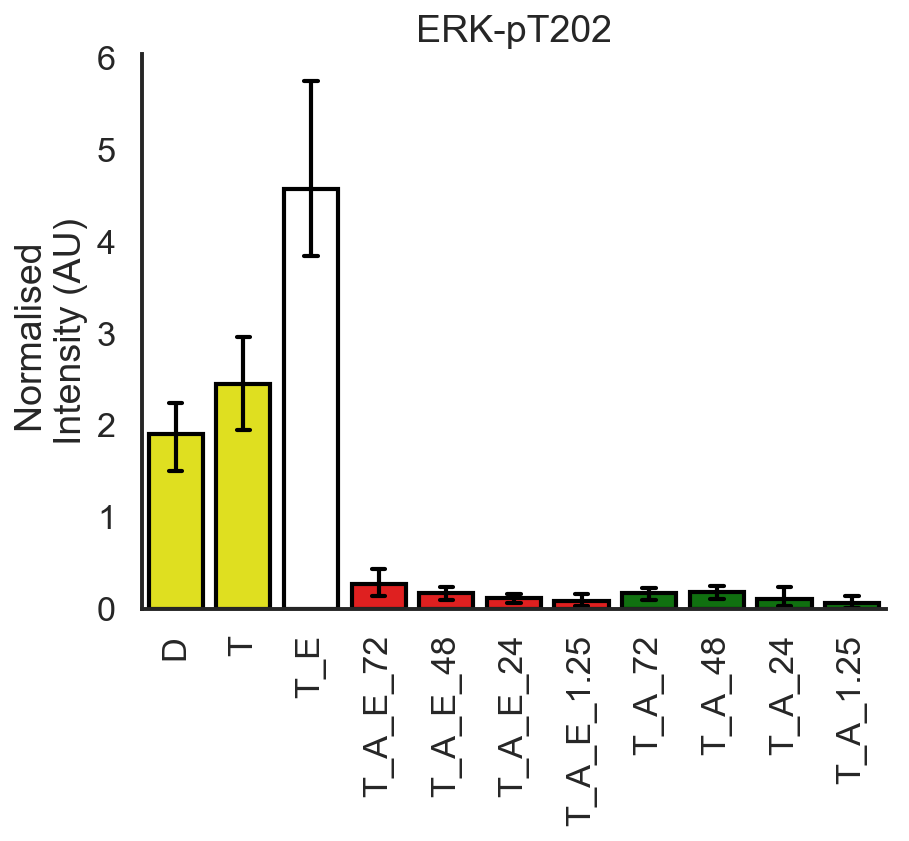 ERK-pT202
Normalised
Intensity (AU)
6
5
4
3
2
1
0
D
T
T_E
T_A_E_72
T_A_E_48
T_A_E_24
T_A_E_1.25
T_A_72
T_A_48
T_A_24
T_A_1.25